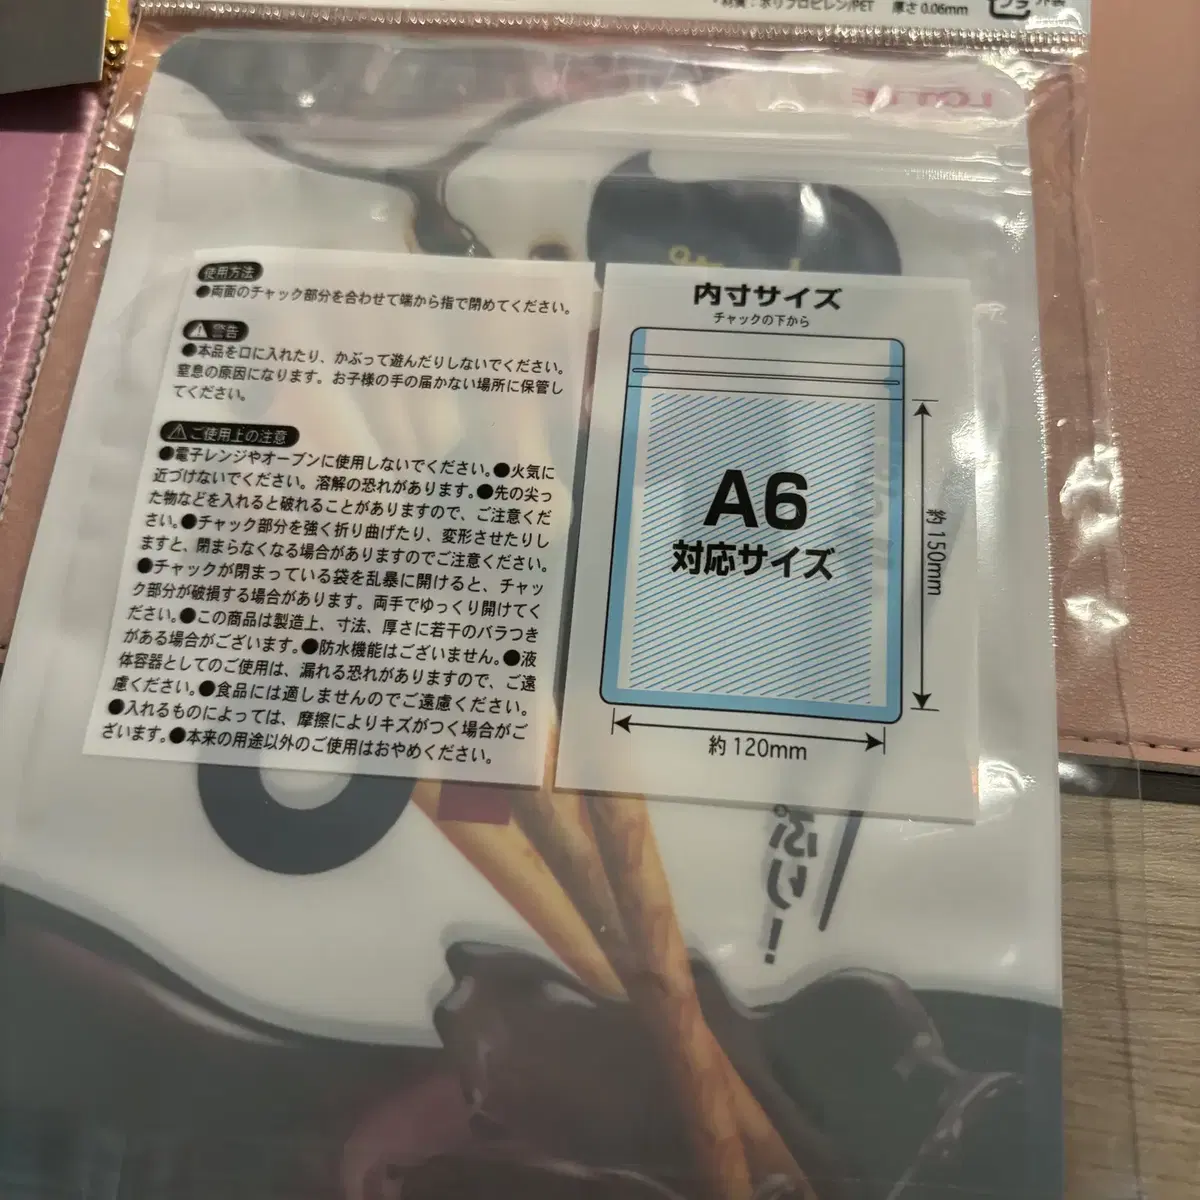 ・材質：ポリプロピレン/PET 厚さ0.06mm
プラ 外装
LOTTE
使用方法
●両面のチャック部分を合わせて端から指で閉めてください。
警告
●本品を口に入れたり、かぶって遊んだりしないでください。
窒息の原因になります。お子様の手の届かない場所に保管し
てください。
ご使用上の注意
●電子レンジやオーブンに使用しないでください。●火気に
近づけないでください。溶解の恐れがあります。●先の尖っ
た物などを入れると破れることがありますので、ご注意くだ
さい。●チャック部分を強く折り曲げたり、変形させたりし
ますと、閉まらなくなる場合がありますのでご注意ください。
●チャックが閉まっている袋を乱暴に開けると、チャッ
ク部分が破損する場合があります。両手でゆっくり開けてく
ださい。●この商品は製造上、寸法、厚さに若干のバラつき
がある場合がございます。●防水機能はございません。●液
体容器としてのご使用は、漏れる恐れがありますので、ご遠
慮ください。●食品には適しませんのでご遠慮ください。
●入れるものによっては、摩擦によりキズがつく場合がござ
ざいます。●本来の用途以外のご使用はおやめください。
内寸サイズ
チャックの下から
A6
対応サイズ
約150mm
約120mm
ぷり!